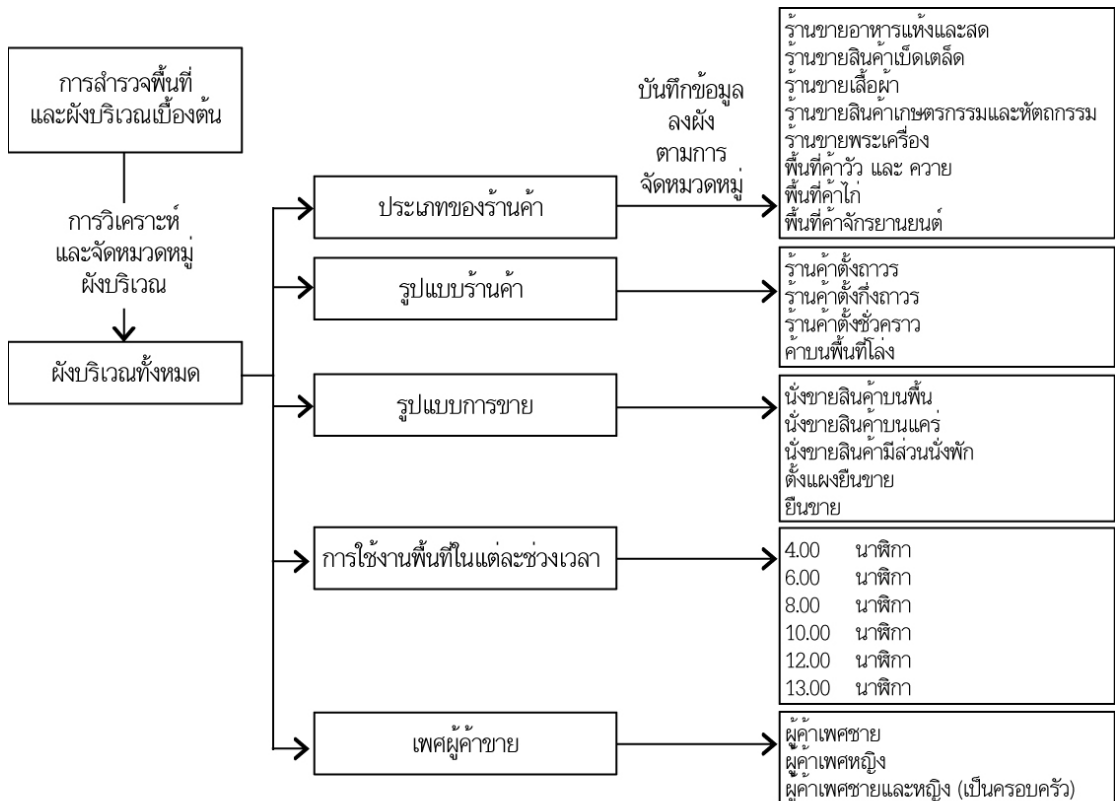 การสำรวจพื้นที่
และผังบริเวณเบื้องต้น
การวิเคราะห์
และจัดหมวดหมู่
ผังบริเวณ
ผังบริเวณทั้งหมด
บันทึกข้อมูล
ลงผัง
ตามการ
จัดหมวดหมู่
ประเภทของร้านค้า
ร้านขายอาหารแห้งและสด
ร้านขายสินค้าเบ็ดเตล็ด
ร้านขายเสื้อผ้า
ร้านขายสินค้าเกษตรกรรมและหัตถกรรม
ร้านขายพระเครื่อง
พื้นที่ค้าวัว และ ควาย
พื้นที่ค้าไก่
พื้นที่ค้าจักรยานยนต์
รูปแบบร้านค้า
ร้านค้าตั้งถาวร
ร้านค้าตั้งกึ่งถาวร
ร้านค้าตั้งชั่วคราว
ค้าบนพื้นที่โล่ง
รูปแบบการขาย
นั่งขายสินค้าบนพื้น
นั่งขายสินค้าบนแคร่
นั่งขายสินค้ามีส่วนนั่งพัก
ตั้งแผงยืนขาย
ยืนขาย
การใช้งานพื้นที่ในแต่ละช่วงเวลา
4.00 นาฬิกา
6.00 นาฬิกา
8.00 นาฬิกา
10.00 นาฬิกา
12.00 นาฬิกา
13.00 นาฬิกา
เพศผู้ค้าขาย
ผู้ค้าเพศชาย
ผู้ค้าเพศหญิง
ผู้ค้าเพศชายและหญิง (เป็นครอบครัว)